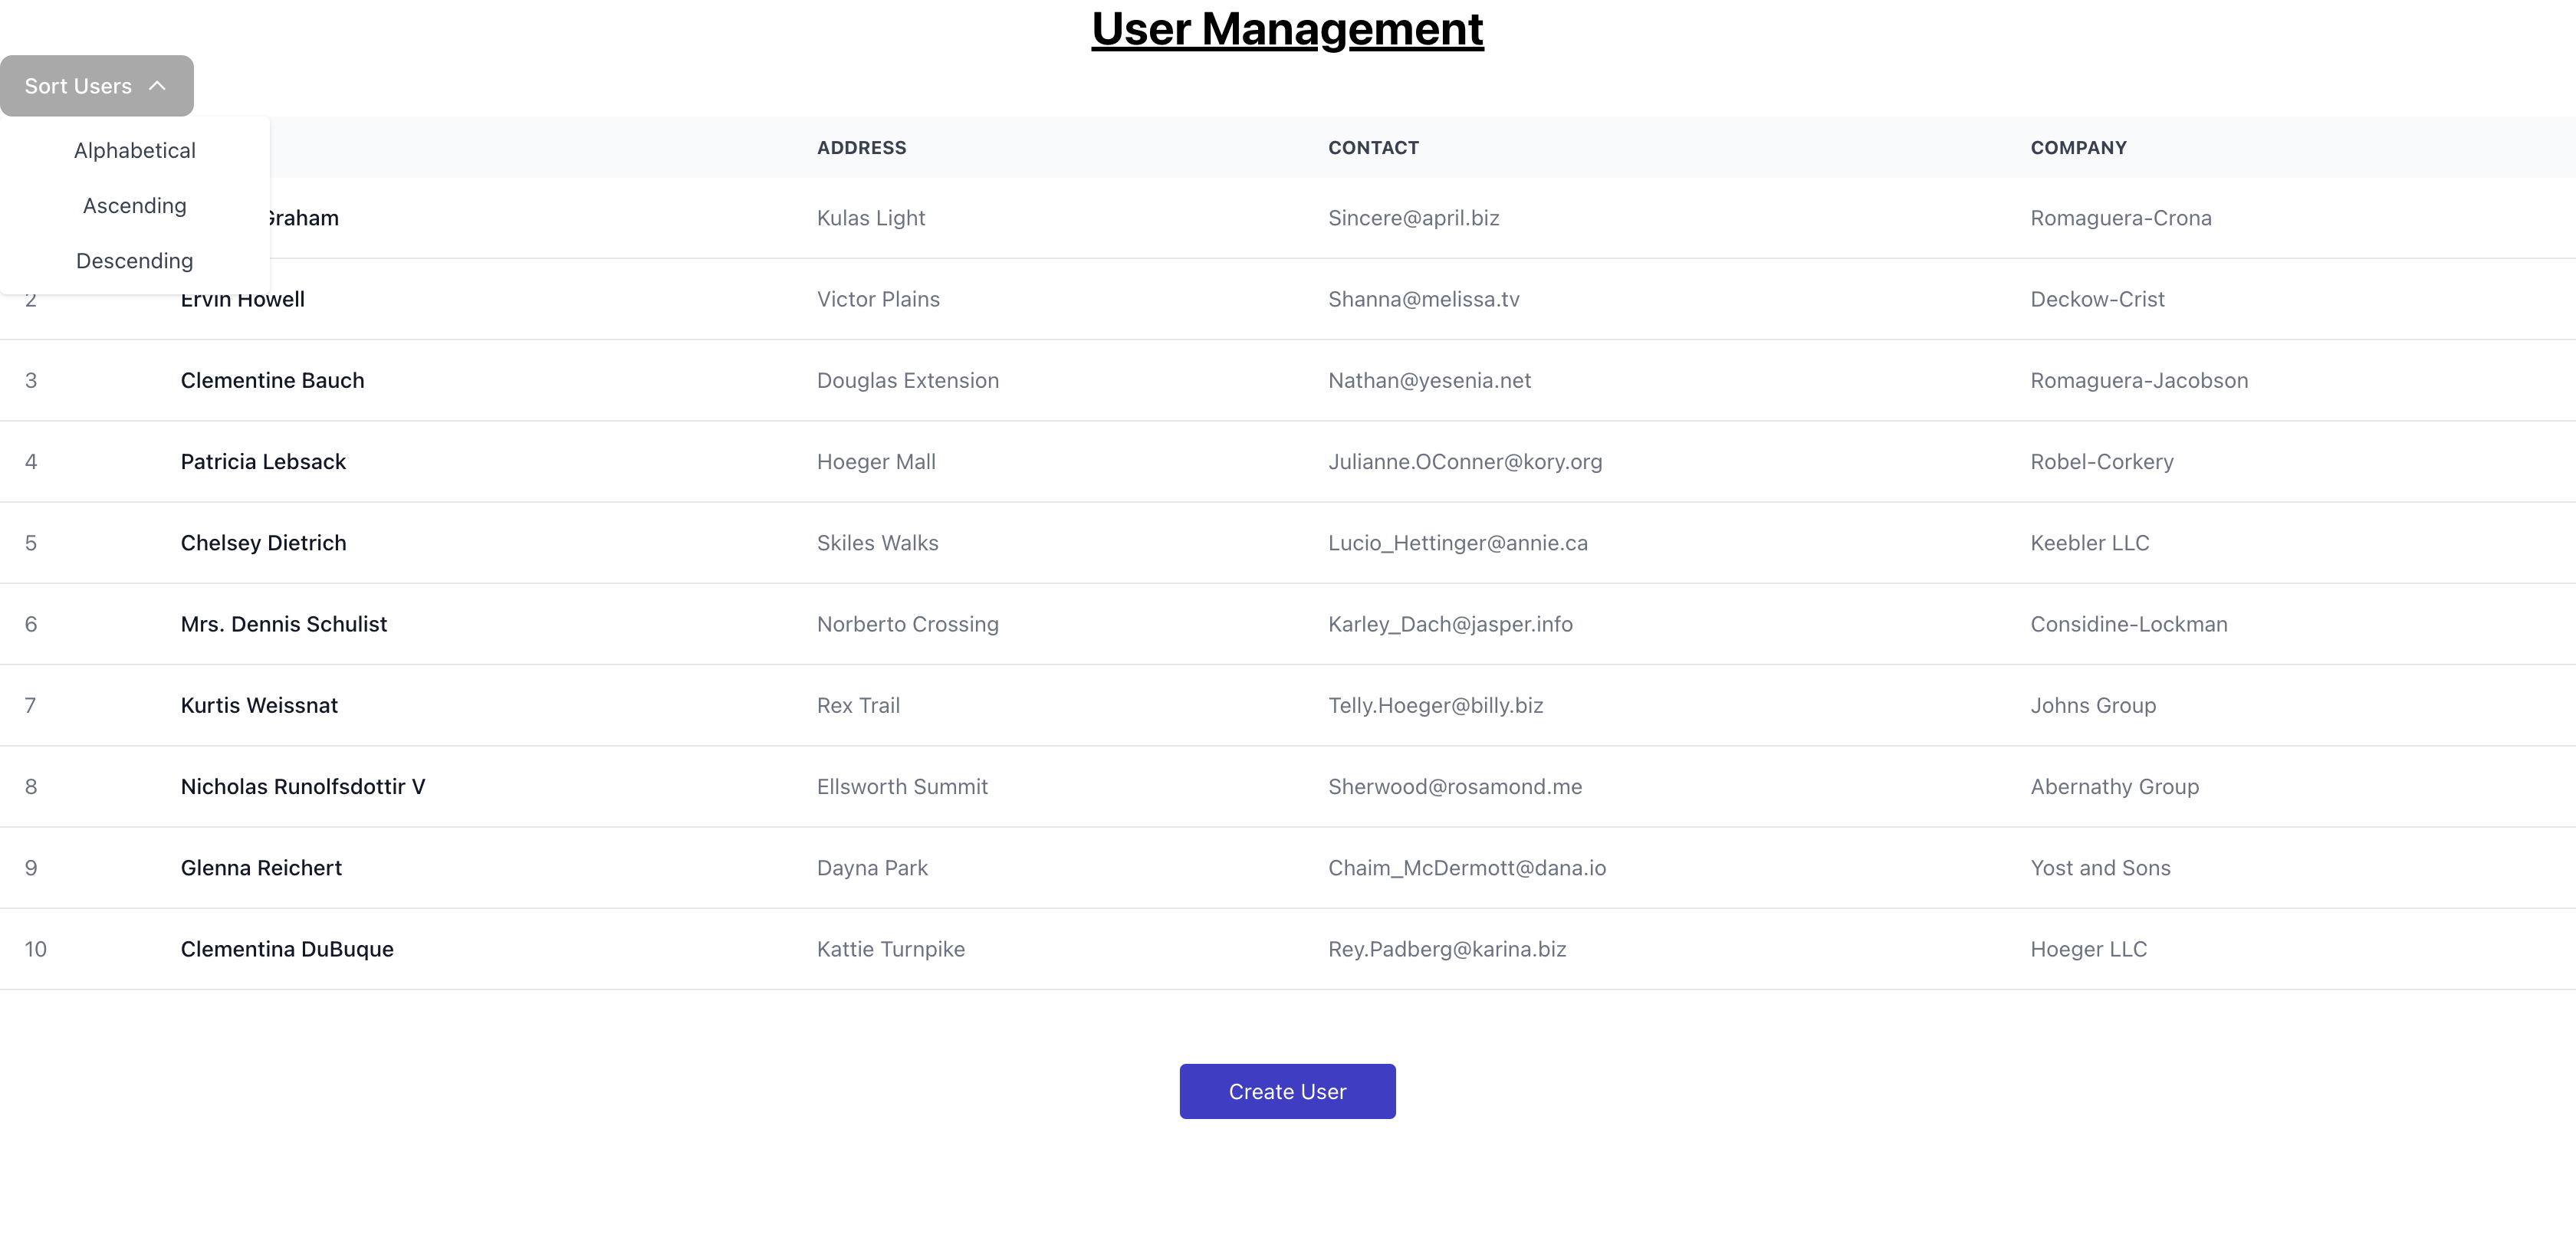 User Management
Sort Users
Alphabetical
Ascending
Descending
ADDRESS CONTACT COMPANY
Kulas Light Sincere@april.biz Romaguera-Crona
2 Ervin Howell Victor Plains Shanna@melissa.tv Deckow-Crist
3 Clementine Bauch Douglas Extension Nathan@yesenia.net Romaguera-Jacobson
4 Patricia Lebsack Hoeger Mall Julianne.OConner@kory.org Robel-Corkery
5 Chelsey Dietrich Skiles Walks Lucio_Hettinger@annie.ca Keebler LLC
6 Mrs. Dennis Schulist Norberto Crossing Karley_Dach@jasper.info Considine-Lockman
7 Kurtis Weissnat Rex Trail Telly.Hoeger@billy.biz Johns Group
8 Nicholas Runolfsdottir V Ellsworth Summit Sherwood@rosamond.me Abernathy Group
9 Glenna Reichert Dayna Park Chaim_McDermott@dana.io Yost and Sons
10 Clementina DuBuque Kattie Turnpike Rey.Padberg@karina.biz Hoeger LLC
Create User